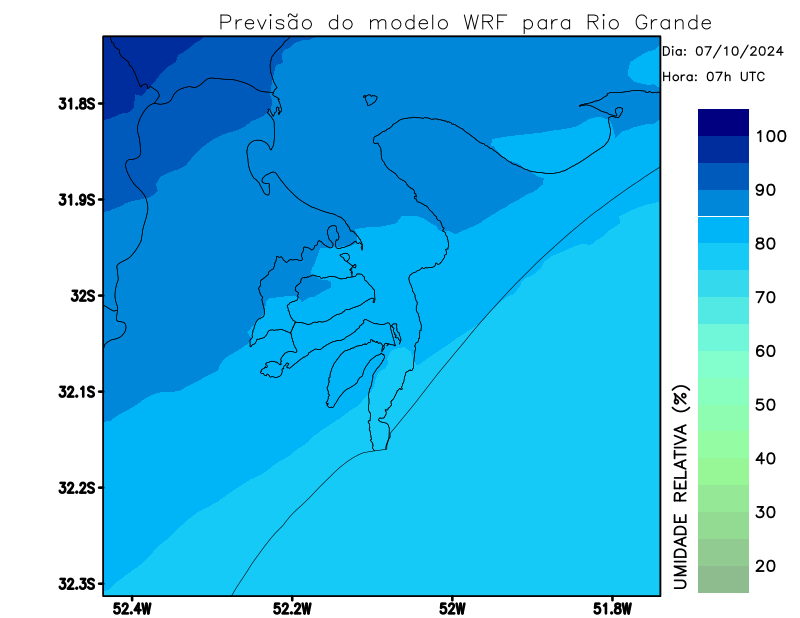 Previsão do modelo WRF para Rio Grande
Dia: 07/10/2024
Hora: 07h UTC
31.8S
31.9S
32S
32.1S
32.2S
32.3S
52.4W
52.2W
52W
51.8W
100
90
80
70
60
50
40
30
20
UMIDADE RELATIVA (%)